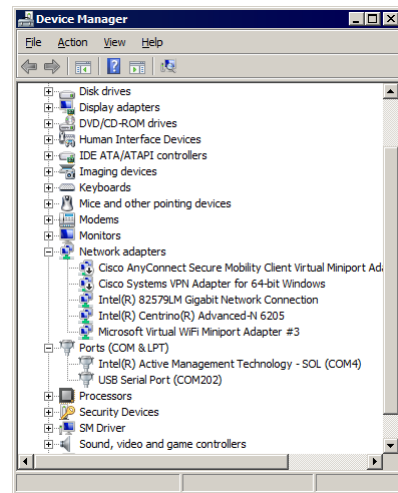 Device Manager
File Action View Help
Disk drives
Display adapters
DVD/CD-ROM drives
Human Interface Devices
IDE ATA/ATAPI controllers
Imaging devices
Keyboards
Mice and other pointing devices
Modems
Monitors
Network adapters
Cisco AnyConnect Secure Mobility Client Virtual Miniport Ada
Cisco Systems VPN Adapter for 64-bit Windows
Intel(R) 82579LM Gigabit Network Connection
Intel(R) Centrino(R) Advanced-N 6205
Microsoft Virtual WiFi Miniport Adapter #3
Ports (COM & LPT)
Intel(R) Active Management Technology - SOL (COM4)
USB Serial Port (COM202)
Processors
Security Devices
SM Driver
Sound, video and game controllers